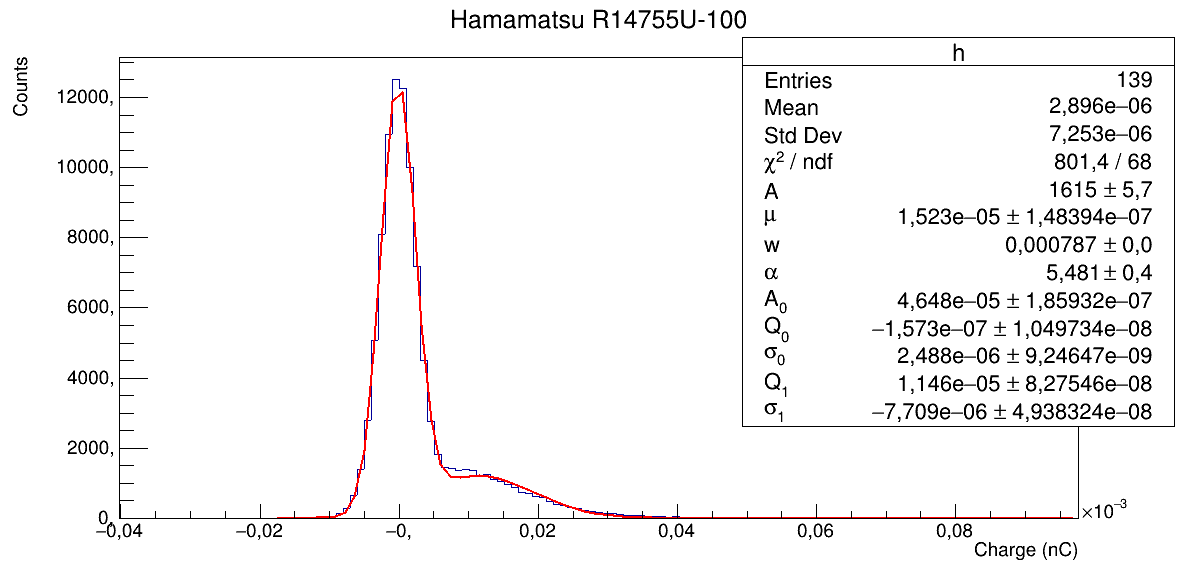 Hamamatsu R14755U-100
h
Entries 139
Mean 2,896e−06
Std Dev 7,253e−06
χ² / ndf 801,4 / 68
A 1615 ± 5,7
μ 1,523e−05 ± 1,48394e−07
w 0,000787 ± 0,0
α 5,481 ± 0,4
A₀ 4,648e−05 ± 1,85932e−07
Q₀ −1,573e−07 ± 1,049734e−08
σ₀ 2,488e−06 ± 9,24647e−09
Q₁ 1,146e−05 ± 8,27546e−08
σ₁ −7,709e−06 ± 4,938324e−08
Counts
12000,
10000,
8000,
6000,
4000,
2000,
0,
−0,04 −0,02 −0, 0,02 0,04 0,06 0,08
×10⁻³
Charge (nC)